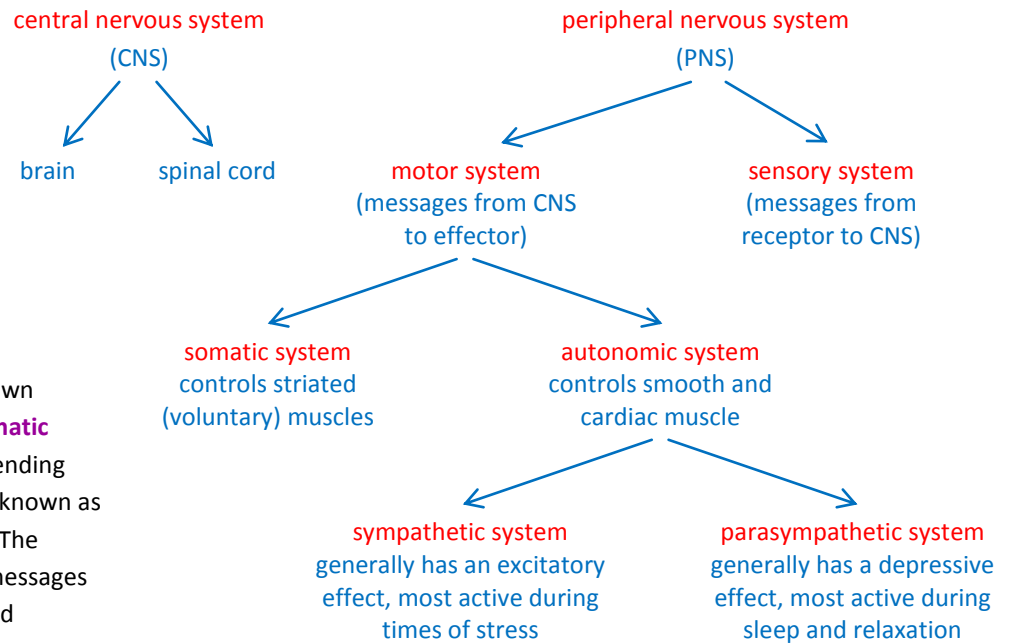 central nervous system
(CNS)
peripheral nervous system
(PNS)
brain
spinal cord
motor system
(messages from CNS
to effector)
sensory system
(messages from
receptor to CNS)
somatic system
controls striated
(voluntary) muscles
autonomic system
controls smooth and
cardiac muscle
sympathetic system
generally has an excitatory
effect, most active during
times of stress
parasympathetic system
generally has a depressive
effect, most active during
sleep and relaxation
wn
matic
ending
known as
The
nessages
d